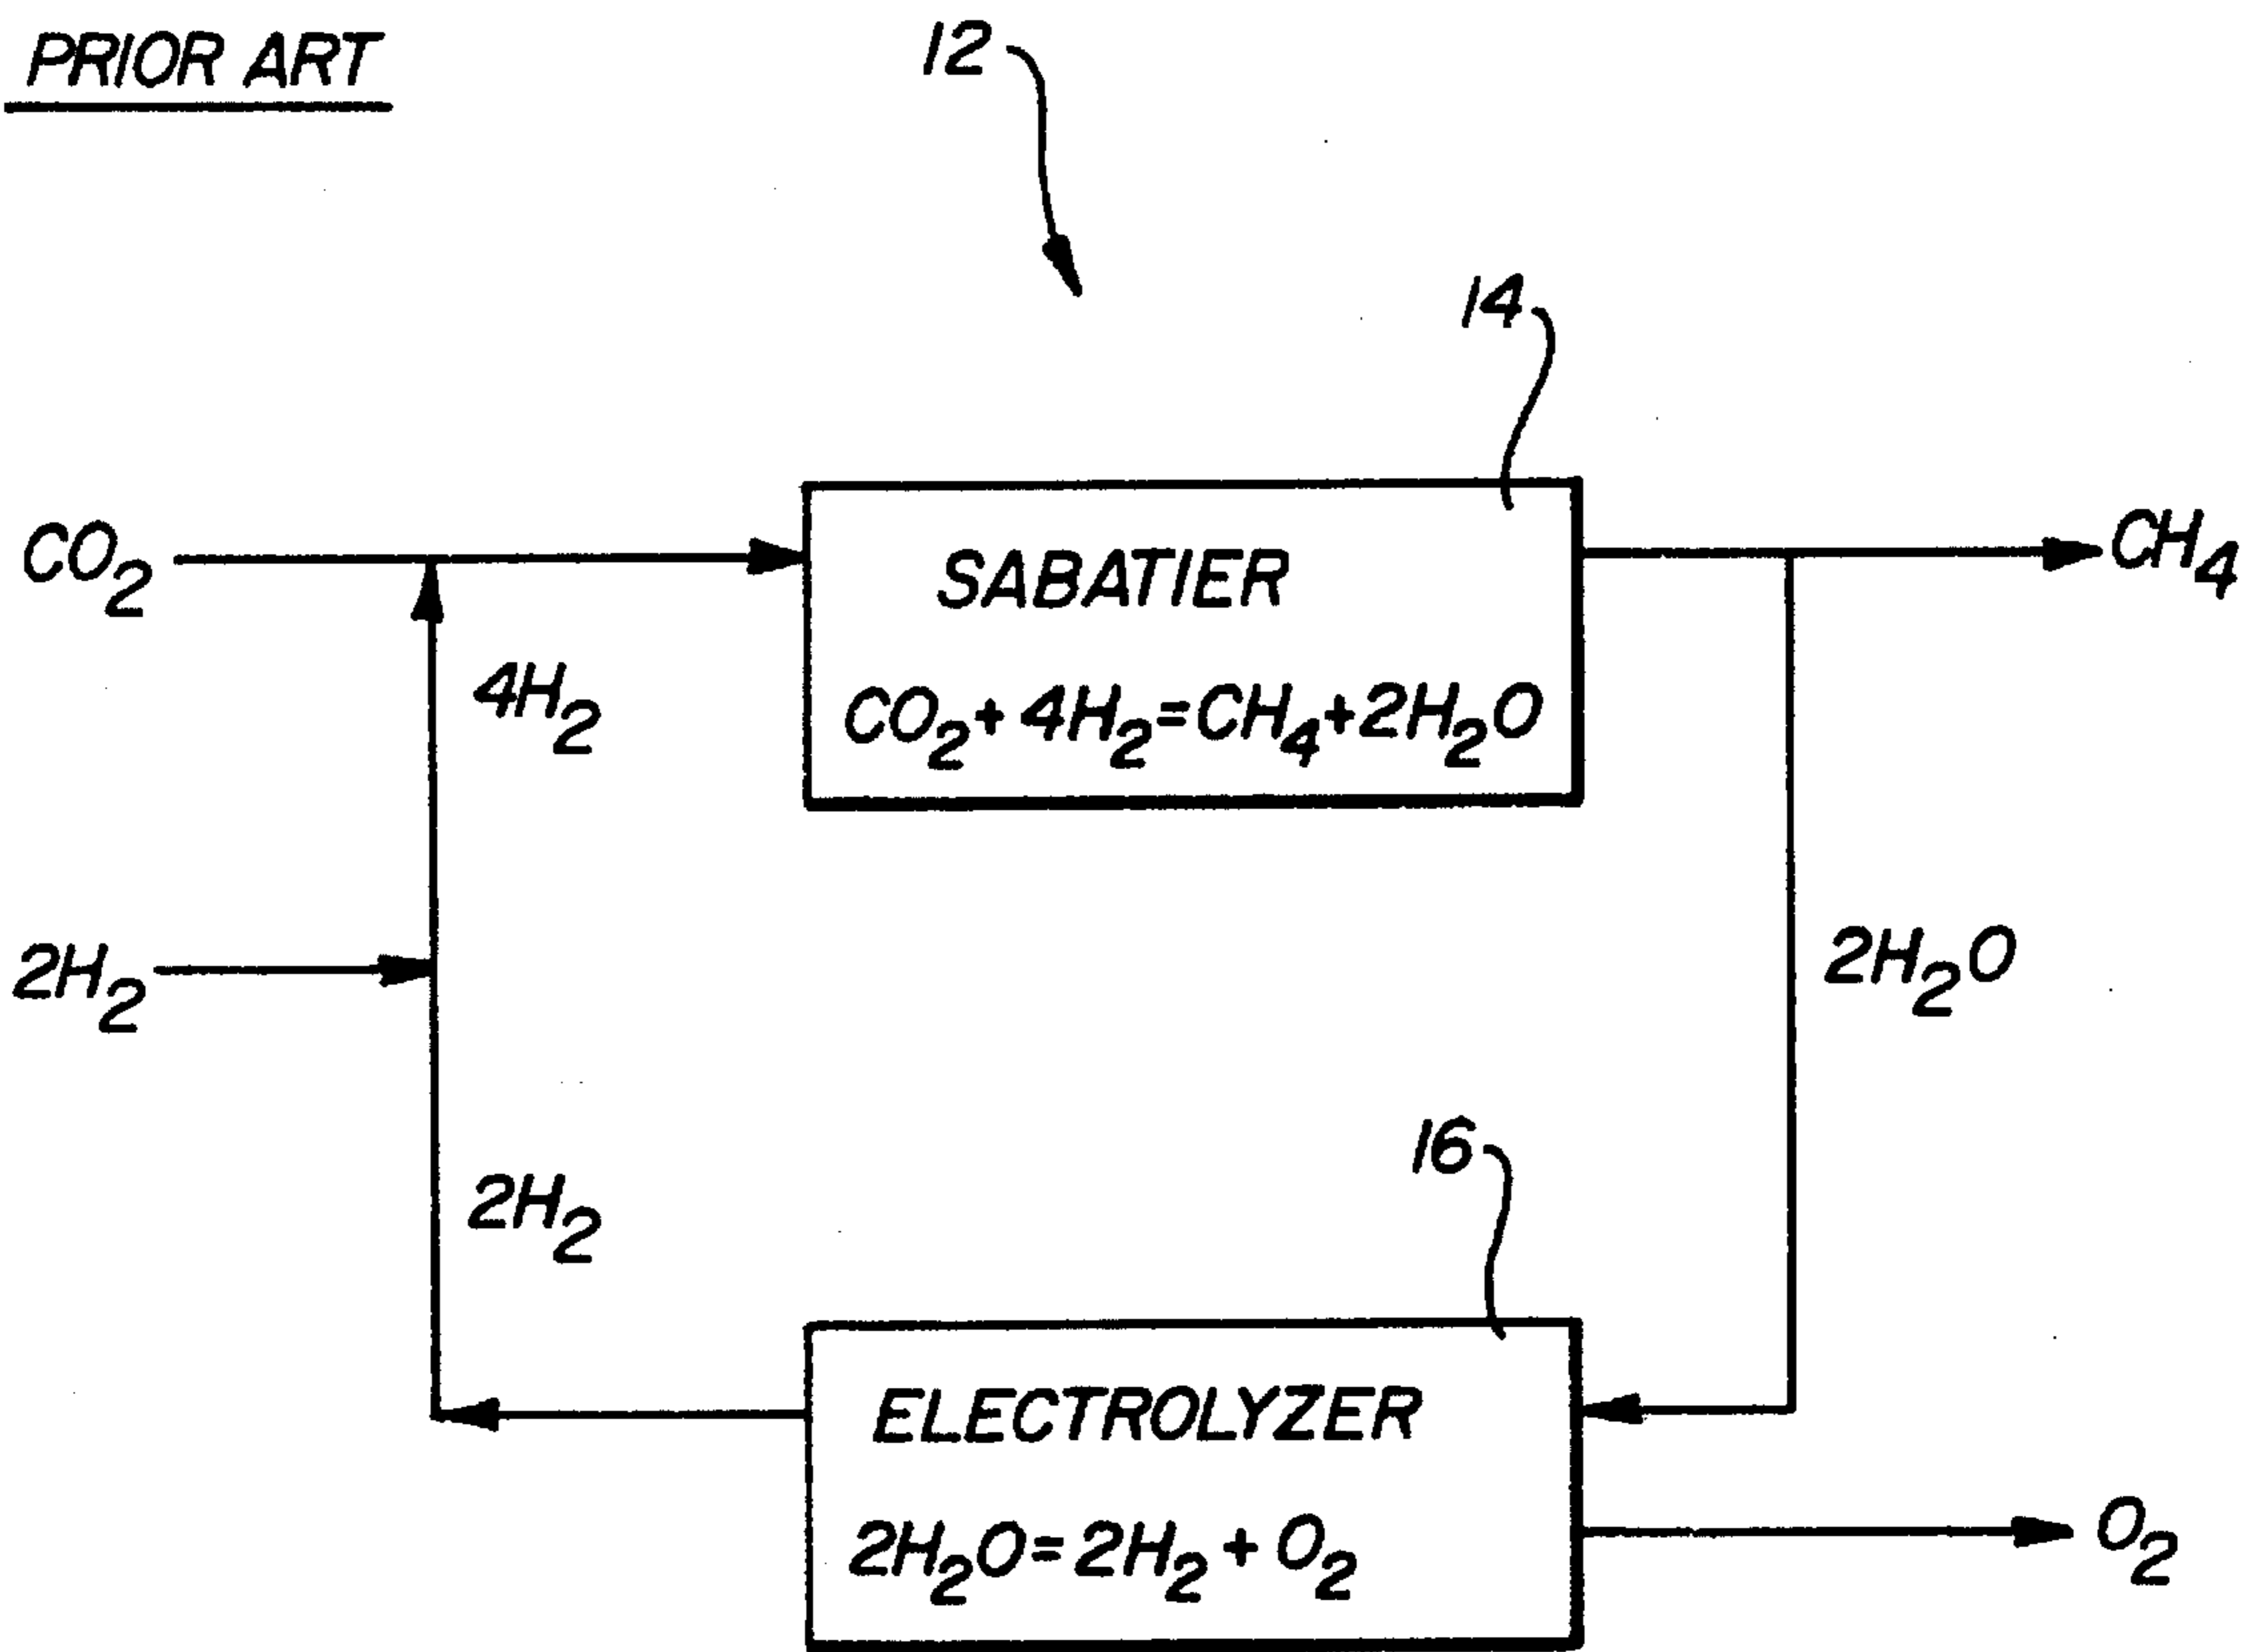 PRIOR ART
12
14
CO₂
SABATIER
CH₄
4H₂
CO₂+4H₂=CH₄+2H₂O
2H₂
2H₂O
16
2H₂
ELECTROLYZER
2H₂O=2H₂+O₂
O₂